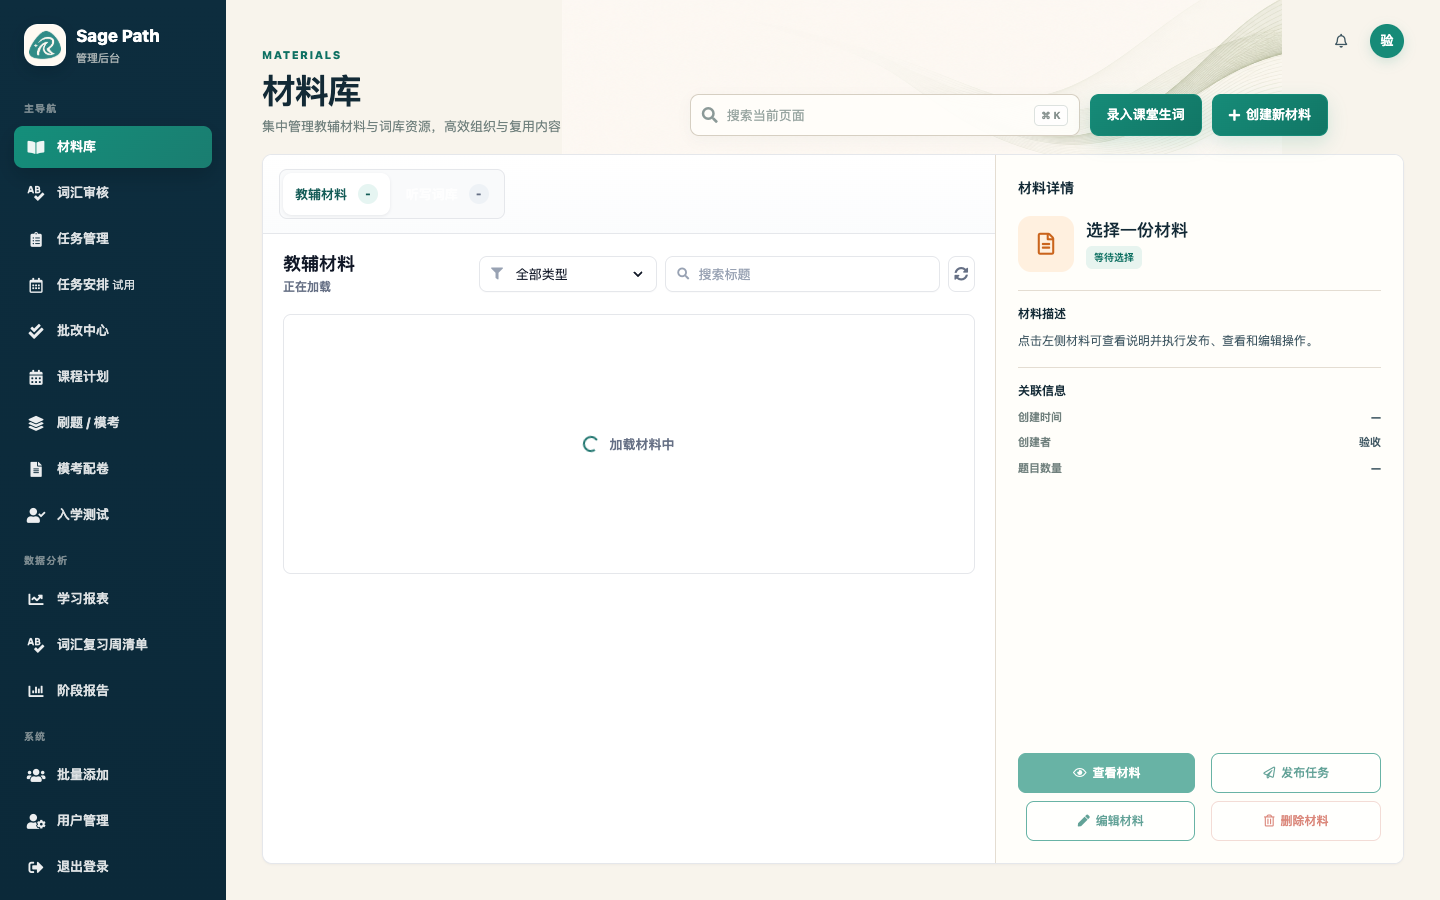 Sage Path
管理后台
主导航
材料库
词汇审核
任务管理
任务安排 试用
批改中心
课程计划
刷题 / 模考
模考配卷
入学测试
数据分析
学习报表
词汇复习周清单
阶段报告
系统
批量添加
用户管理
退出登录
MATERIALS
材料库
集中管理教辅材料与词库资源，高效组织与复用内容
搜索当前页面
⌘ K
录入课堂生词
创建新材料
验
教辅材料 -
-
教辅材料
正在加载
全部类型
搜索标题
加载材料中
材料详情
选择一份材料
等待选择
材料描述
点击左侧材料可查看说明并执行发布、查看和编辑操作。
关联信息
创建时间 —
创建者 验收
题目数量 —
查看材料
发布任务
编辑材料
删除材料